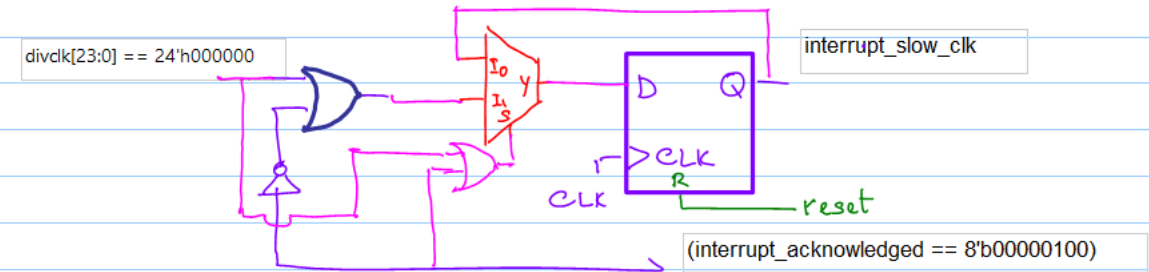 divclk[23:0] == 24'h000000
interrupt_slow_clk
I0
Y
I1
S
D
Q
CLK
R
CLK
reset
(interrupt_acknowledged == 8'b00000100)